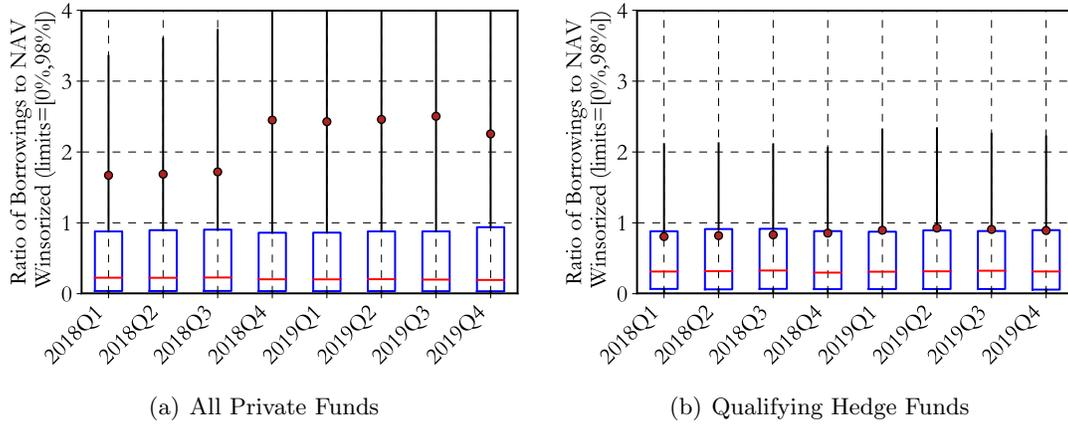 Ratio of Borrowings to NAV
Winsorized (limits=[0%,98%])
4
3
2
1
0
2018Q1
2018Q2
2018Q3
2018Q4
2019Q1
2019Q2
2019Q3
2019Q4
(a) All Private Funds
Ratio of Borrowings to NAV
Winsorized (limits=[0%,98%])
4
3
2
1
0
2018Q1
2018Q2
2018Q3
2018Q4
2019Q1
2019Q2
2019Q3
2019Q4
(b) Qualifying Hedge Funds